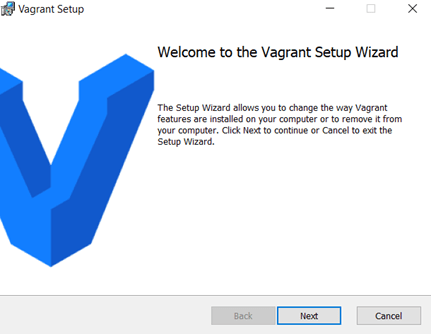 Vagrant Setup
Welcome to the Vagrant Setup Wizard
The Setup Wizard allows you to change the way Vagrant
features are installed on your computer or to remove it from
your computer. Click Next to continue or Cancel to exit the
Setup Wizard.
Back Next Cancel